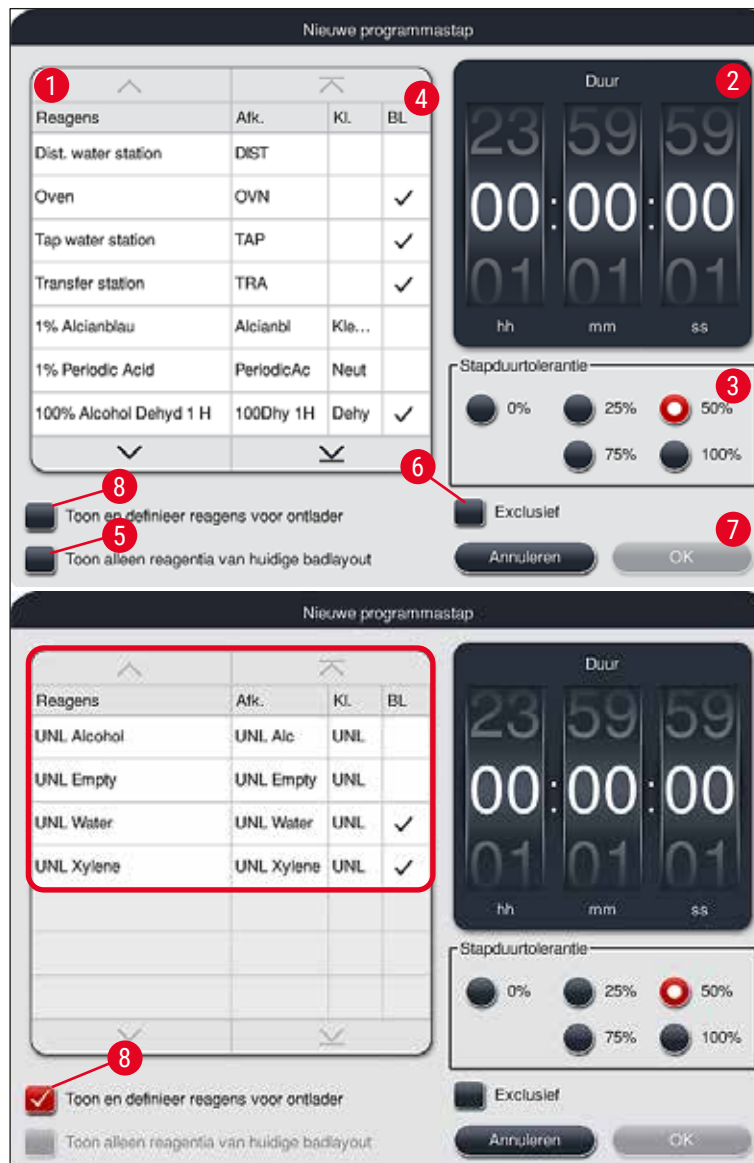 Nieuwe programmastap
1
4
Reagens Afk. Kl. BL
Dist. water station DIST
Oven OVN ✓
Tap water station TAP ✓
Transfer station TRA ✓
1% Alcianblau Alcianbl Kle...
1% Periodic Acid PeriodicAc Neut
100% Alcohol Dehyd 1 H 100Dhy 1H Dehy ✓
8
Toon en definieer reagens voor ontlader
5
Toon alleen reagentia van huidige badlayout
Duur
2
23 59 59
00:00:00
01 01 01
hh mm ss
Stapduurtolerantie
3
0% 25% 50%
75% 100%
6
Exclusief
7
Annuleren OK
Nieuwe programmastap
Reagens Afk. Kl. BL
UNL Alcohol UNL Alc UNL
UNL Empty UNL Empty UNL
UNL Water UNL Water UNL ✓
UNL Xylene UNL Xylene UNL ✓
8
Toon en definieer reagens voor ontlader
Toon alleen reagentia van huidige badlayout
Duur
23 59 59
00:00:00
01 01 01
hh mm ss
Stapduurtolerantie
0% 25% 50%
75% 100%
Exclusief
Annuleren OK